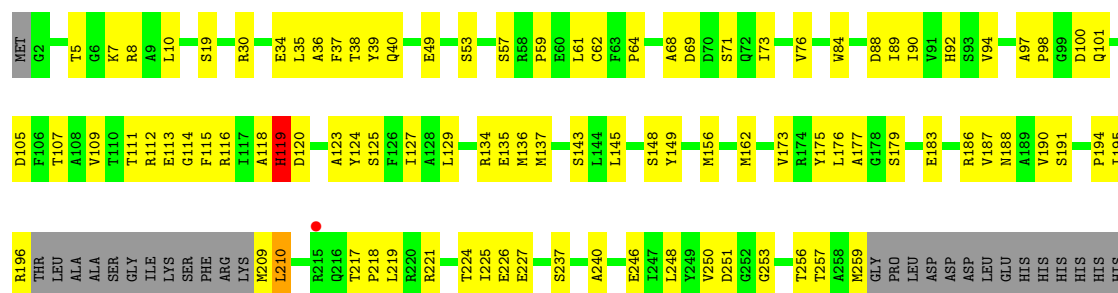 MET G2 T5 G6 K7 R8 A9 L10 S19 R30 E34 L35 A36 F37 T38 Y39 Q40 E49 S53 S57 R58 P59 E60 L61 C62 F63 P64 A68 D69 D70 S71 Q72 I73 V76 W84 D88 I89 I90 V91 H92 S93 V94 A97 P98 G99 D100 Q101
D105 F106 T107 A108 V109 T110 T111 R112 E113 G114 F115 R116 I117 A118 H119 D120 A123 Y124 S125 F126 I127 A128 L129 R134 E135 M136 M137 S143 L144 L145 S148 Y149 M156 M162 V173 R174 Y175 L176 A177 G178 S179 E183 R186 V187 N188 A189 V190 S191 P194 I195
R196 THR LEU ALA ALA SER GLY ILE LYS SER PHE ARG LYS M209 L210 R215 Q216 T217 P218 L219 R220 R221 T224 I225 E226 E227 S237 A240 E246 I247 L248 Y249 V250 D251 G252 G253 T256 T257 A258 M259 GLY PRO LEU ASP ASP ASP LEU GLU HIS HIS HIS HIS HIS HIS